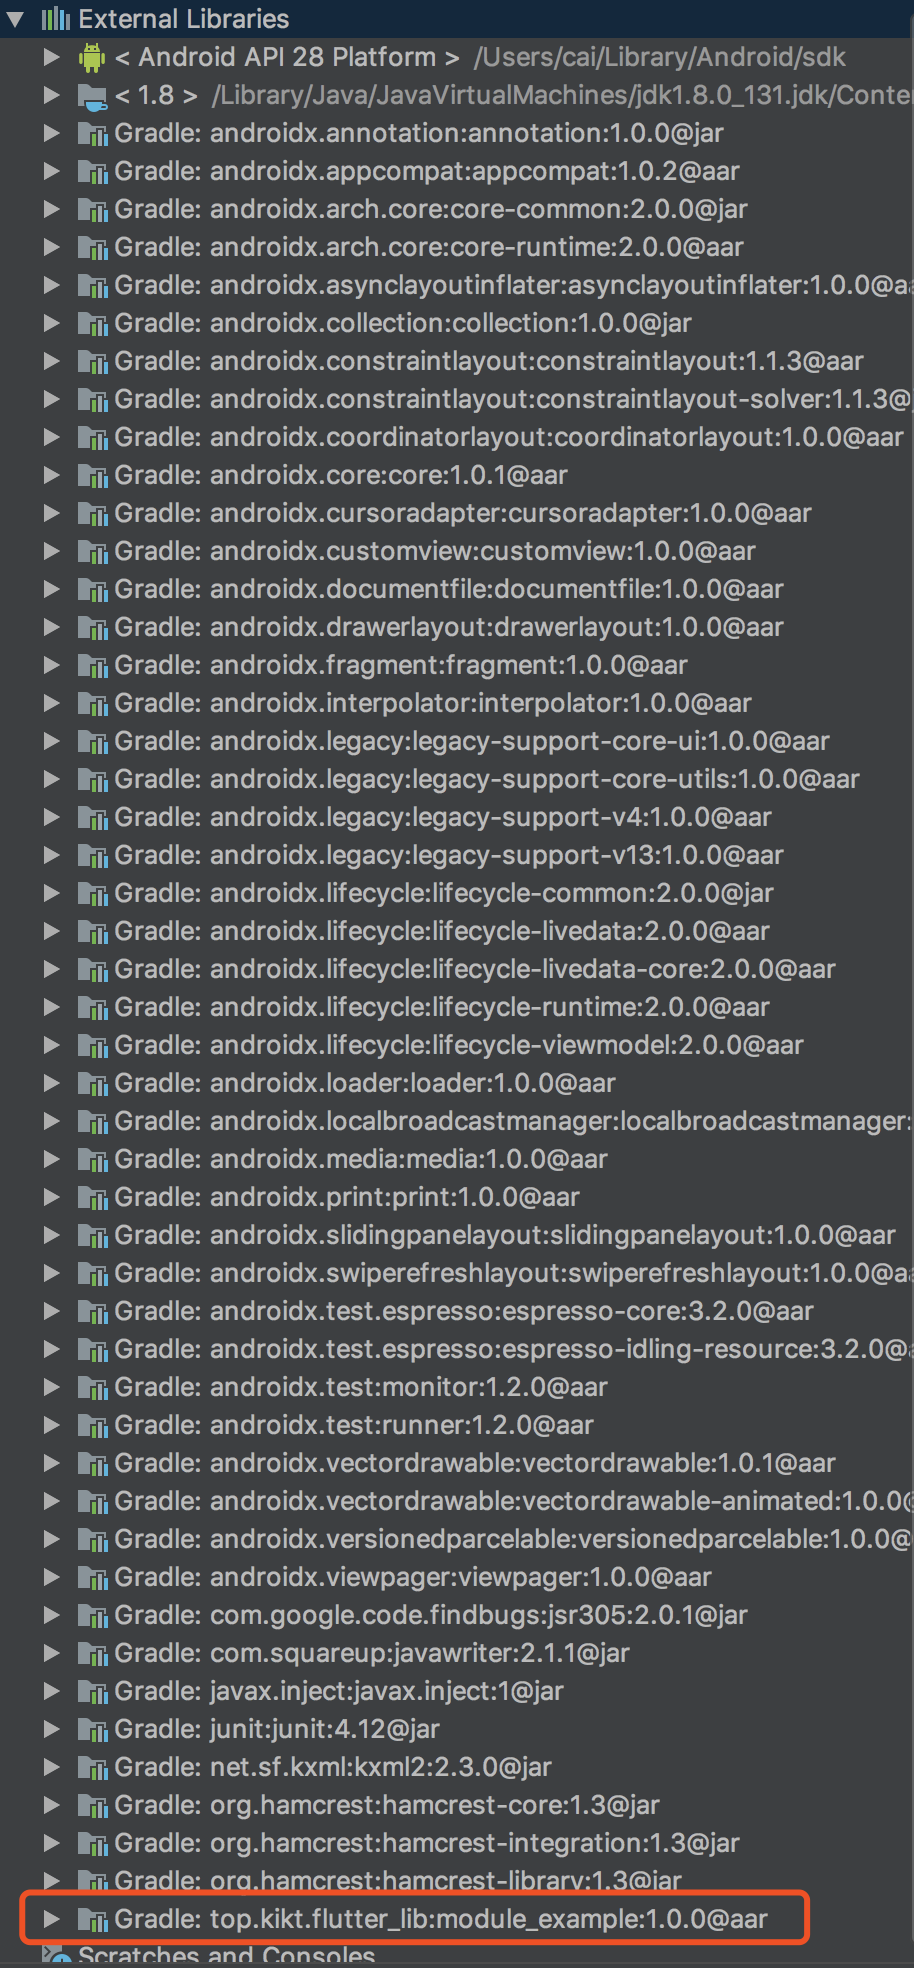 External Libraries
< Android API 28 Platform > /Users/cai/Library/Android/sdk
< 1.8 > /Library/Java/JavaVirtualMachines/jdk1.8.0_131.jdk/Conte
Gradle: androidx.annotation:annotation:1.0.0@jar
Gradle: androidx.appcompat:appcompat:1.0.2@aar
Gradle: androidx.arch.core:core-common:2.0.0@jar
Gradle: androidx.arch.core:core-runtime:2.0.0@aar
Gradle: androidx.asynclayoutinflater:asynclayoutinflater:1.0.0@aa
Gradle: androidx.collection:collection:1.0.0@jar
Gradle: androidx.constraintlayout:constraintlayout:1.1.3@aar
Gradle: androidx.constraintlayout:constraintlayout-solver:1.1.3@
Gradle: androidx.coordinatorlayout:coordinatorlayout:1.0.0@aar
Gradle: androidx.core:core:1.0.1@aar
Gradle: androidx.cursoradapter:cursoradapter:1.0.0@aar
Gradle: androidx.customview:customview:1.0.0@aar
Gradle: androidx.documentfile:documentfile:1.0.0@aar
Gradle: androidx.drawerlayout:drawerlayout:1.0.0@aar
Gradle: androidx.fragment:fragment:1.0.0@aar
Gradle: androidx.interpolator:interpolator:1.0.0@aar
Gradle: androidx.legacy:legacy-support-core-ui:1.0.0@aar
Gradle: androidx.legacy:legacy-support-core-utils:1.0.0@aar
Gradle: androidx.legacy:legacy-support-v4:1.0.0@aar
Gradle: androidx.legacy:legacy-support-v13:1.0.0@aar
Gradle: androidx.lifecycle:lifecycle-common:2.0.0@jar
Gradle: androidx.lifecycle:lifecycle-livedata:2.0.0@aar
Gradle: androidx.lifecycle:lifecycle-livedata-core:2.0.0@aar
Gradle: androidx.lifecycle:lifecycle-runtime:2.0.0@aar
Gradle: androidx.lifecycle:lifecycle-viewmodel:2.0.0@aar
Gradle: androidx.loader:loader:1.0.0@aar
Gradle: androidx.localbroadcastmanager:localbroadcastmanager:
Gradle: androidx.media:media:1.0.0@aar
Gradle: androidx.print:print:1.0.0@aar
Gradle: androidx.slidingpanelayout:slidingpanelayout:1.0.0@aar
Gradle: androidx.swiperefreshlayout:swiperefreshlayout:1.0.0@aa
Gradle: androidx.test.espresso:espresso-core:3.2.0@aar
Gradle: androidx.test.espresso:espresso-idling-resource:3.2.0@a
Gradle: androidx.test:monitor:1.2.0@aar
Gradle: androidx.test:runner:1.2.0@aar
Gradle: androidx.vectordrawable:vectordrawable:1.0.1@aar
Gradle: androidx.vectordrawable:vectordrawable-animated:1.0.0@
Gradle: androidx.versionedparcelable:versionedparcelable:1.0.0@
Gradle: androidx.viewpager:viewpager:1.0.0@aar
Gradle: com.google.code.findbugs:jsr305:2.0.1@jar
Gradle: com.squareup:javawriter:2.1.1@jar
Gradle: javax.inject:javax.inject:1@jar
Gradle: junit:junit:4.12@jar
Gradle: net.sf.kxml:kxml2:2.3.0@jar
Gradle: org.hamcrest:hamcrest-core:1.3@jar
Gradle: org.hamcrest:hamcrest-integration:1.3@jar
Gradle: org.hamcrest:hamcrest-library:1.3@jar
Gradle: top.kikt.flutter_lib:module_example:1.0.0@aar
Scratches and Consoles